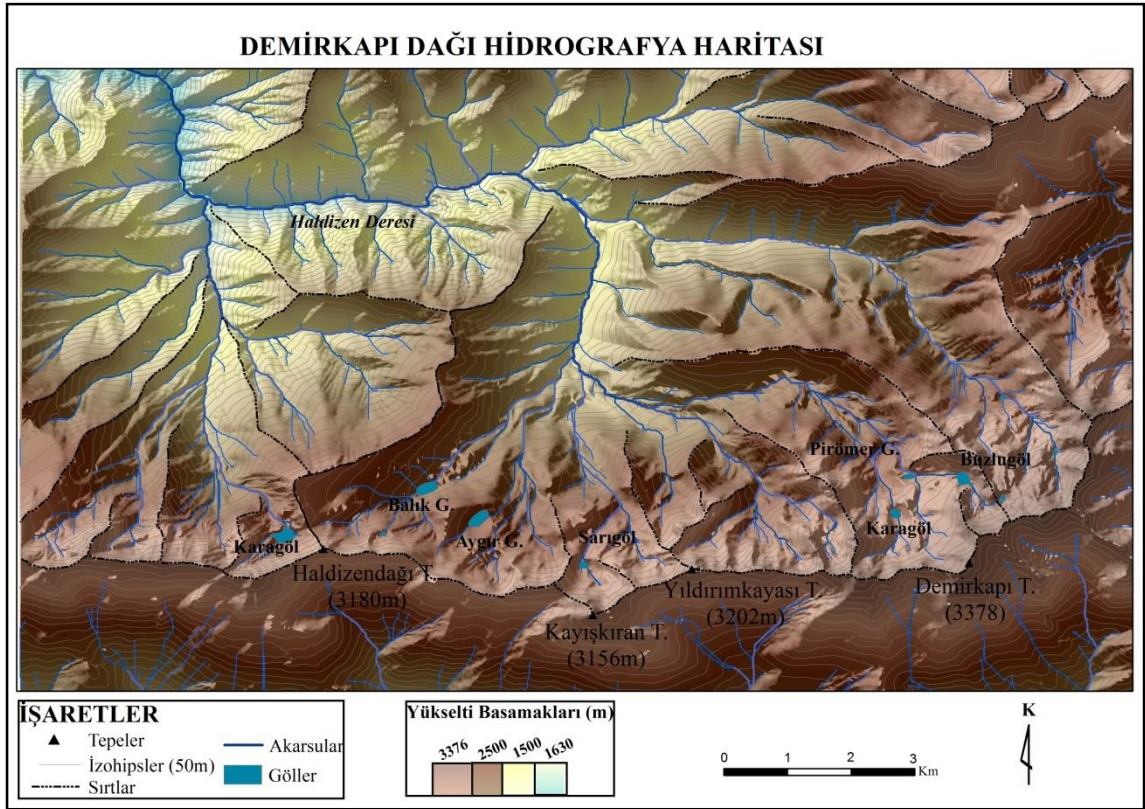 DEMİRKAPI DAĞI HİDROGRAFYA HARİTASI
Haldizen Deresi
Pirömer G.
Buzlugöl
Balık G.
Karagöl
Aygır G.
Sarıgöl
Karagöl
Haldizendağı T.
(3180m)
Yıldırımkayası T.
(3202m)
Demirkapı T.
(3378)
Kayışkıran T.
(3156m)
İŞARETLER
Tepeler
Akarsular
İzohipsler (50m)
Göller
Sırtlar
Yükselti Basamakları (m)
3376 2500 1500 1630
0 1 2 3
Km
K